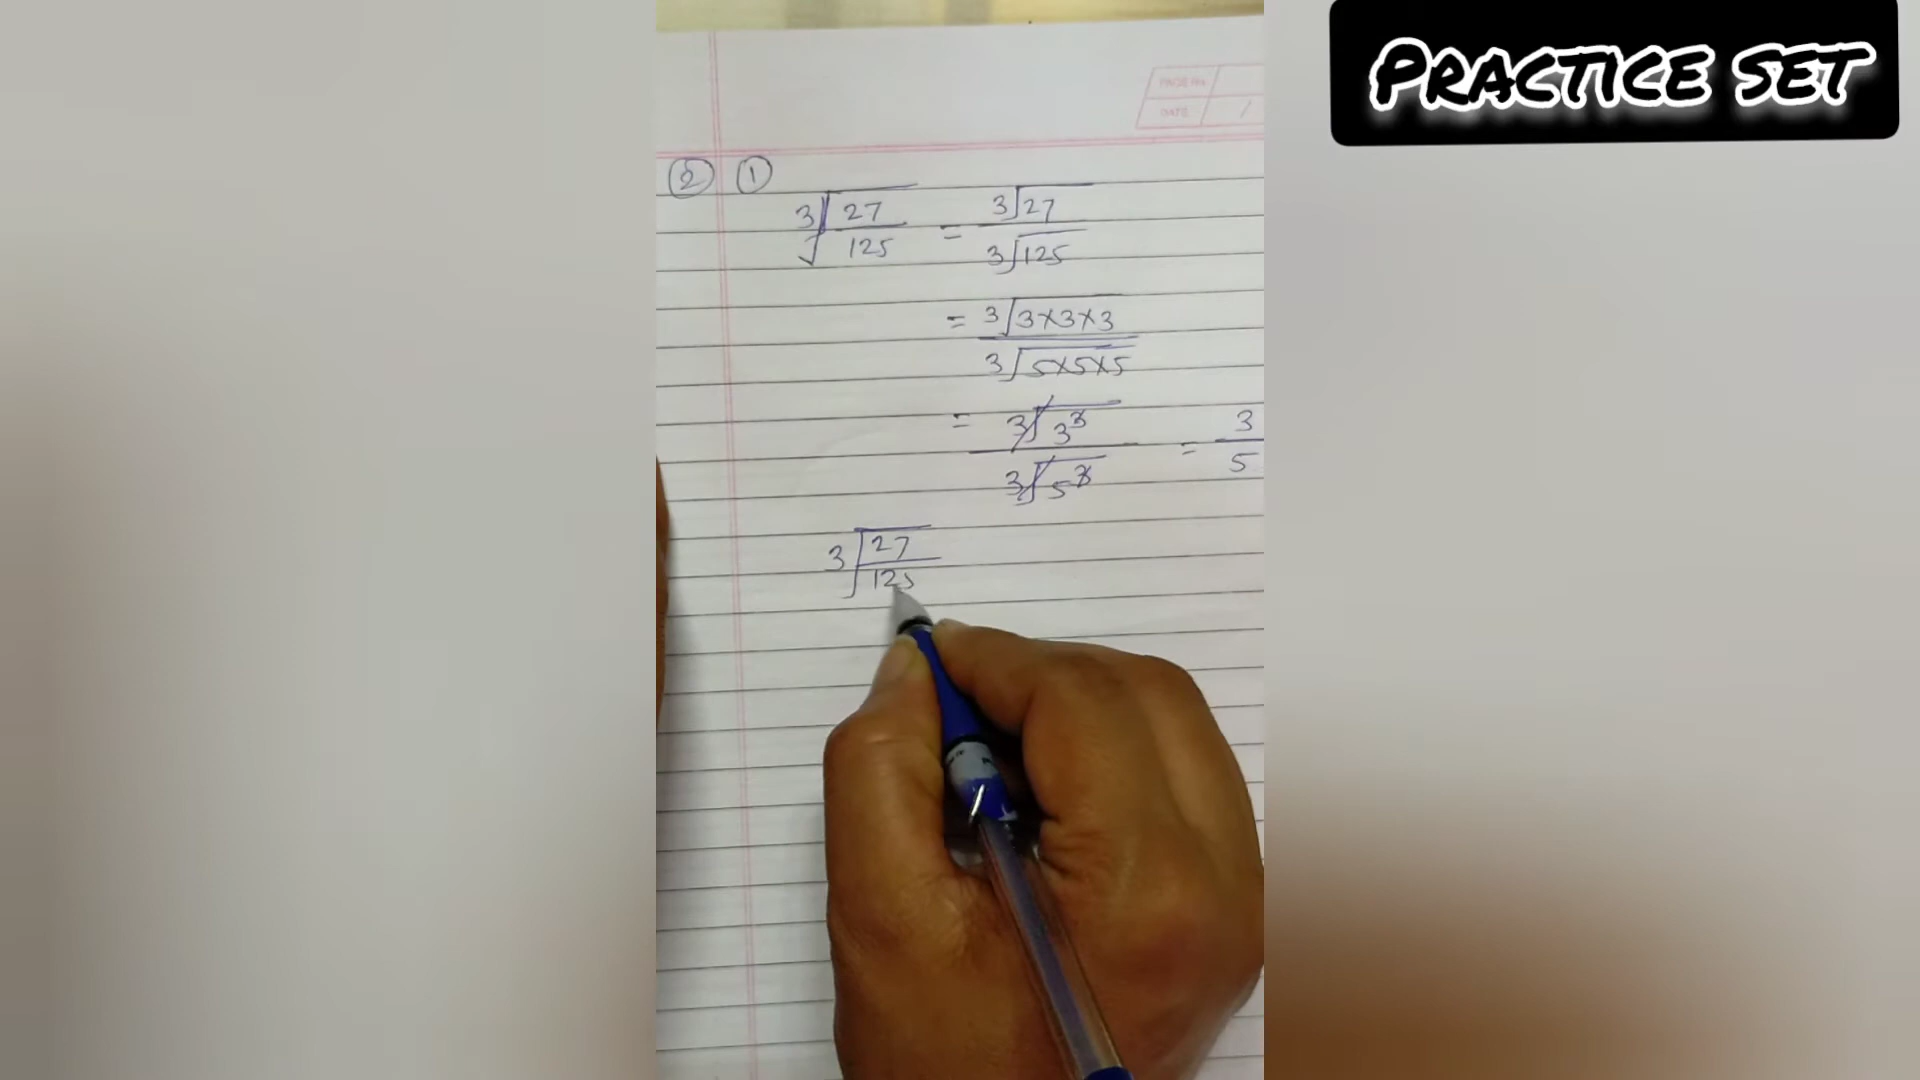 PRACTICE SET
PAGE No.
DATE /
② ①
∛(27/125) = ∛27/∛125
= ∛(3×3×3)/∛(5×5×5)
= ∛(3³)/∛(5³) = 3/5
∛(27/125)